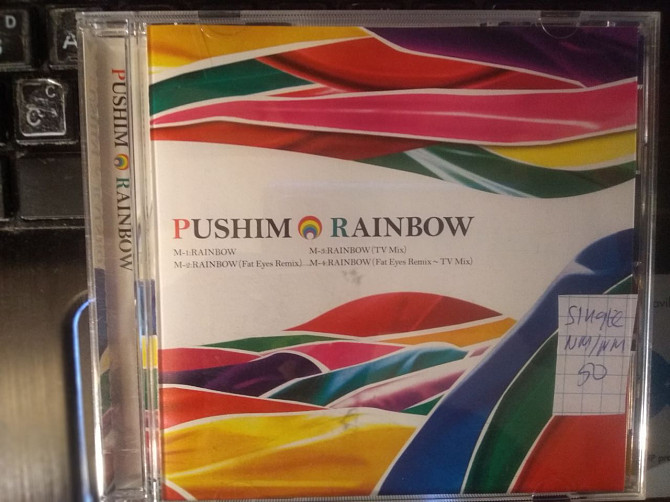 PUSHIM RAINBOW
PUSHIM RAINBOW
M-1:RAINBOW
M-2:RAINBOW (Fat Eyes Remix)
M-3:RAINBOW (TV Mix)
M-4:RAINBOW (Fat Eyes Remix ~ TV Mix)
SINGLE
NM/NM
50
A
C